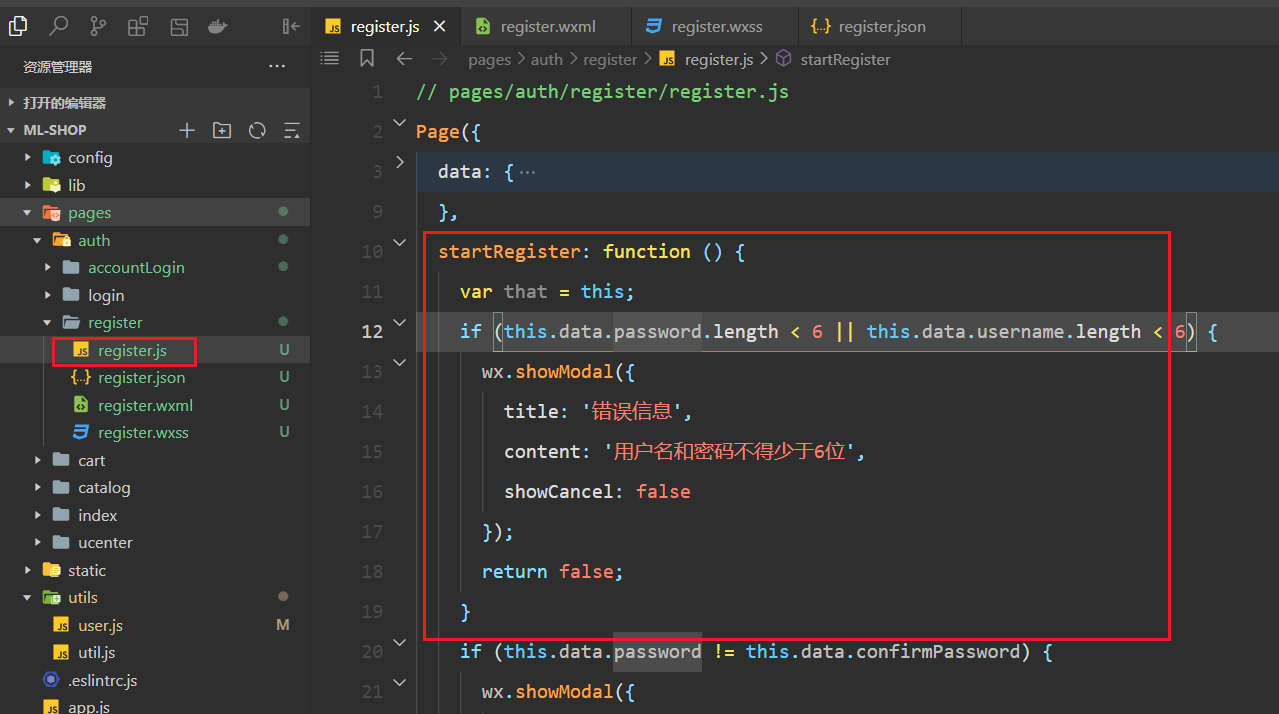 register.js
register.wxml
register.wxss
register.json
资源管理器
pages > auth > register > register.js > startRegister
打开的编辑器
ML-SHOP
config
lib
pages
auth
accountLogin
login
register
register.js U
register.json U
register.wxml U
register.wxss U
cart
catalog
index
ucenter
static
utils
user.js M
util.js
.eslintrc.js
app.js
1 // pages/auth/register/register.js
2 Page({
3 data: {···
9 },
10 startRegister: function () {
11 var that = this;
12 if (this.data.password.length < 6 || this.data.username.length < 6) {
13 wx.showModal({
14 title: '错误信息',
15 content: '用户名和密码不得少于6位',
16 showCancel: false
17 });
18 return false;
19 }
20 if (this.data.password != this.data.confirmPassword) {
21 wx.showModal({